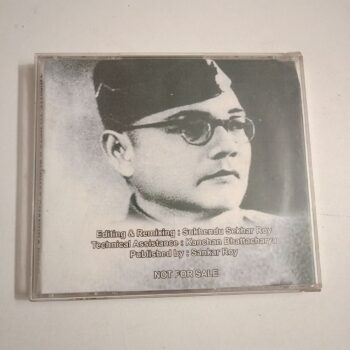 Editing & Remixing : Sukhendu Sekhar Roy
Technical Assistance : Kanchan Bhattacharya
Published by : Sankar Roy
NOT FOR SALE